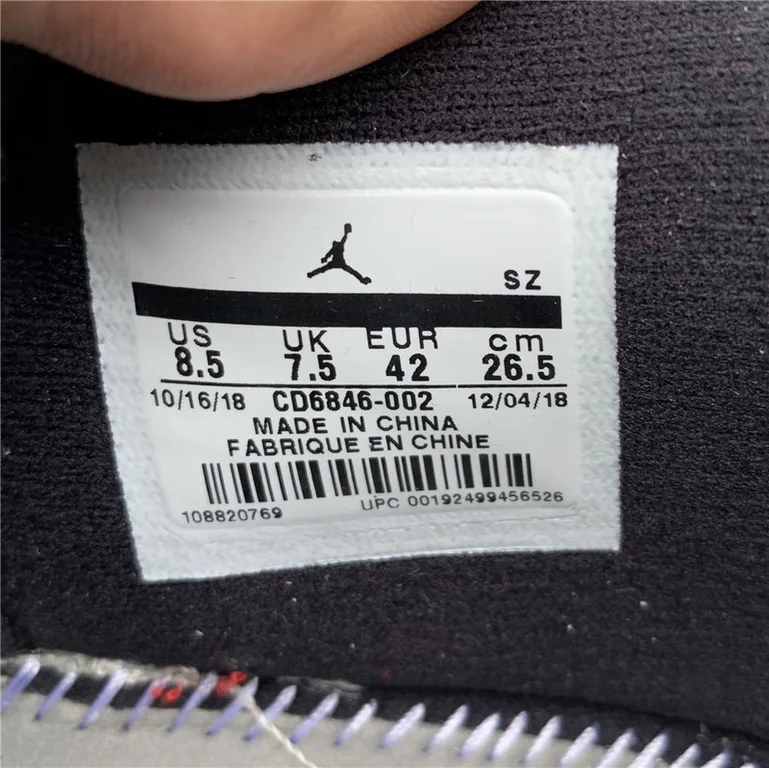 SZ
US UK EUR cm
8.5 7.5 42 26.5
10/16/18 CD6846-002 12/04/18
MADE IN CHINA
FABRIQUE EN CHINE
108820769 UPC 00192499456526